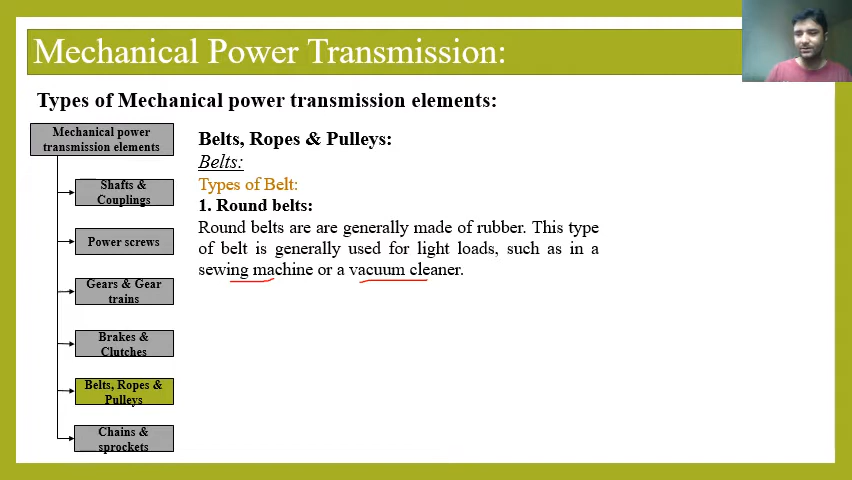 Mechanical Power Transmission:
Types of Mechanical power transmission elements:
Mechanical power
transmission elements
Shafts &
Couplings
Power screws
Gears & Gear
trains
Brakes &
Clutches
Belts, Ropes &
Pulleys
Chains &
sprockets
Belts, Ropes & Pulleys:
Belts:
Types of Belt:
1. Round belts:
Round belts are are generally made of rubber. This type
of belt is generally used for light loads, such as in a
sewing machine or a vacuum cleaner.